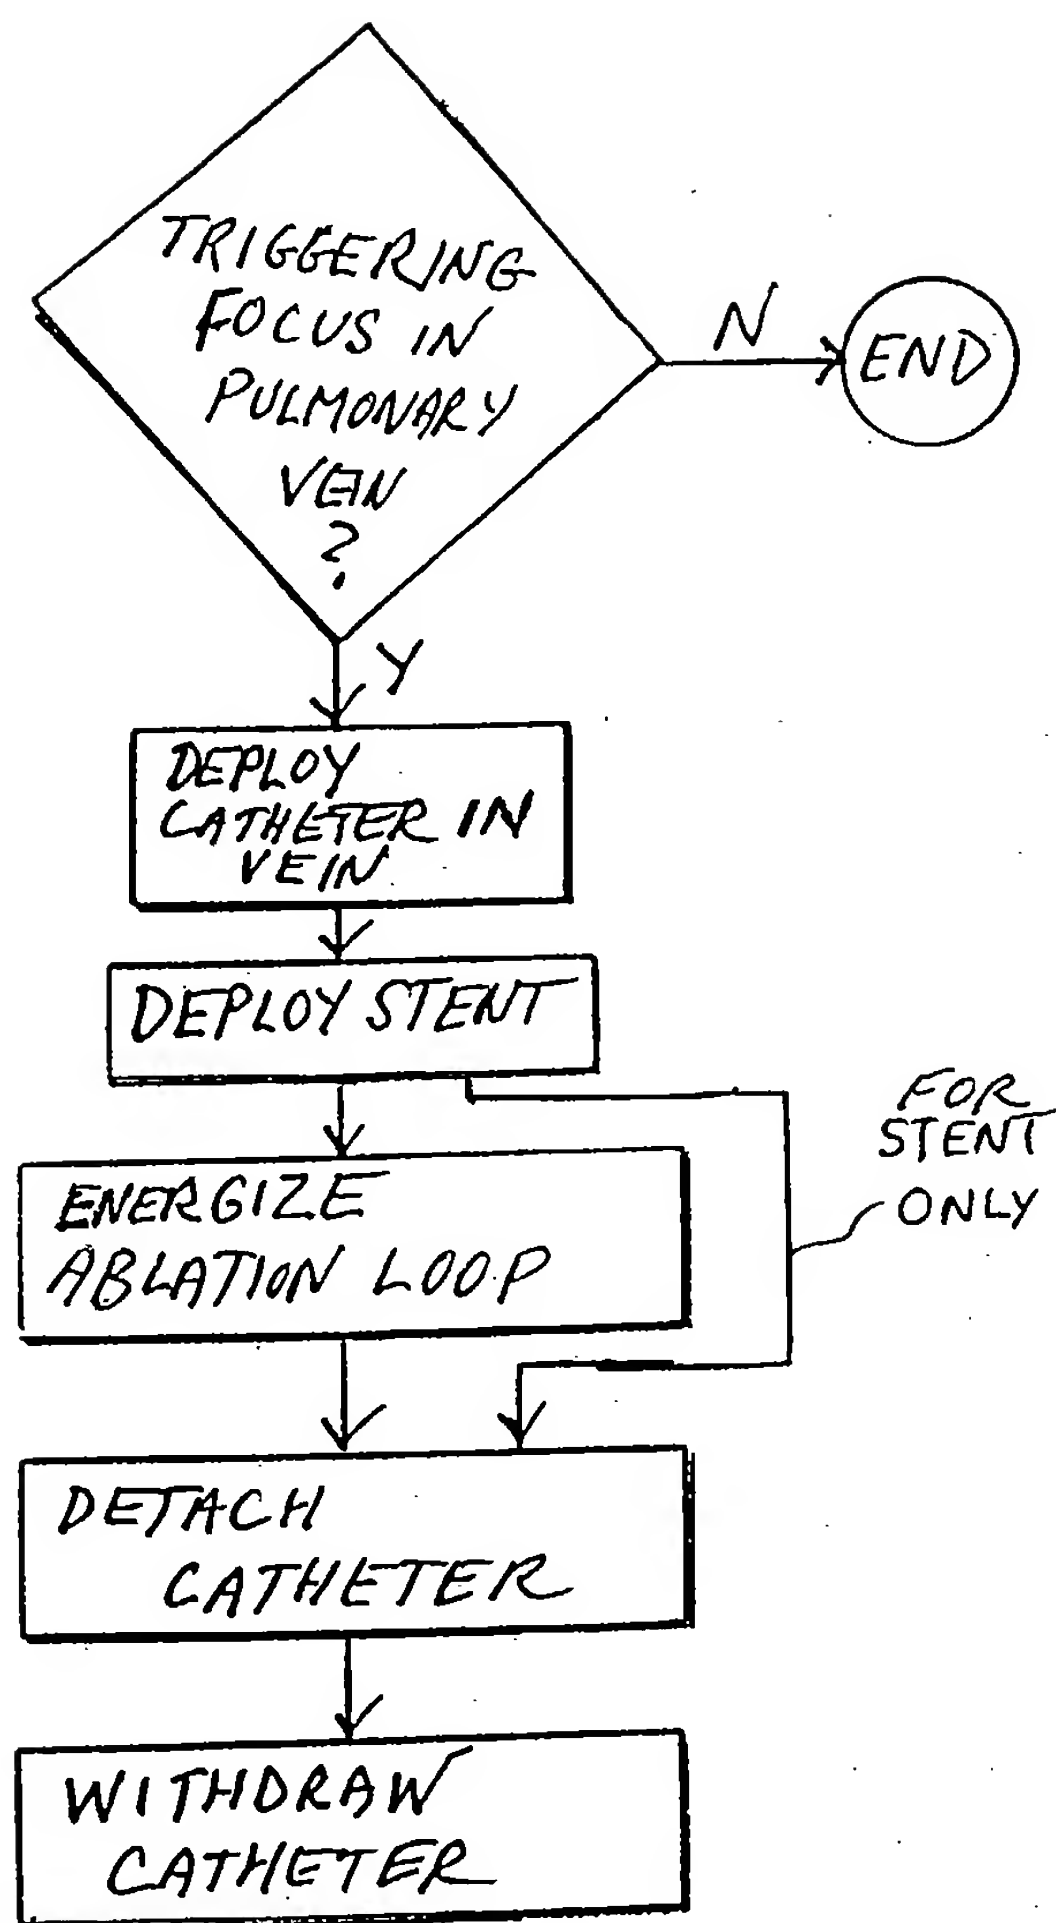 TRIGGERING
FOCUS IN
PULMONARY
VEIN
?
N
END
Y
DEPLOY
CATHETER IN
VEIN
DEPLOY STENT
FOR
STENT
ONLY
ENERGIZE
ABLATION LOOP
DETACH
CATHETER
WITHDRAW
CATHETER